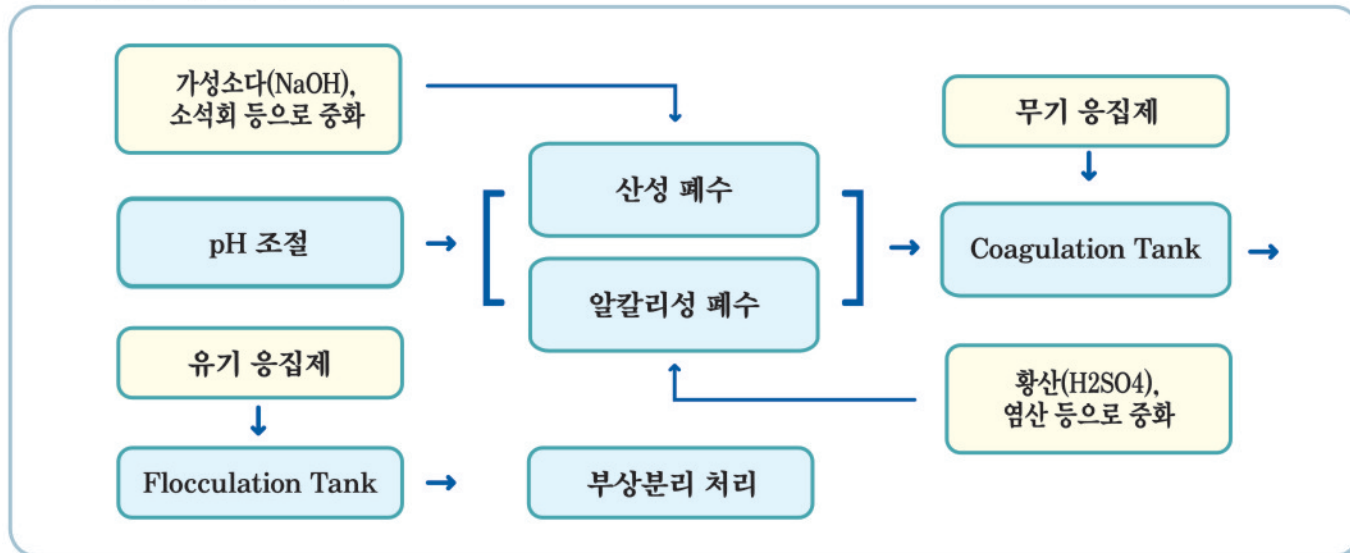 가성소다(NaOH),
소석회 등으로 중화
무기 응집제
산성 폐수
pH 조절
Coagulation Tank
알칼리성 폐수
유기 응집제
황산(H2SO4),
염산 등으로 중화
Flocculation Tank
부상분리 처리